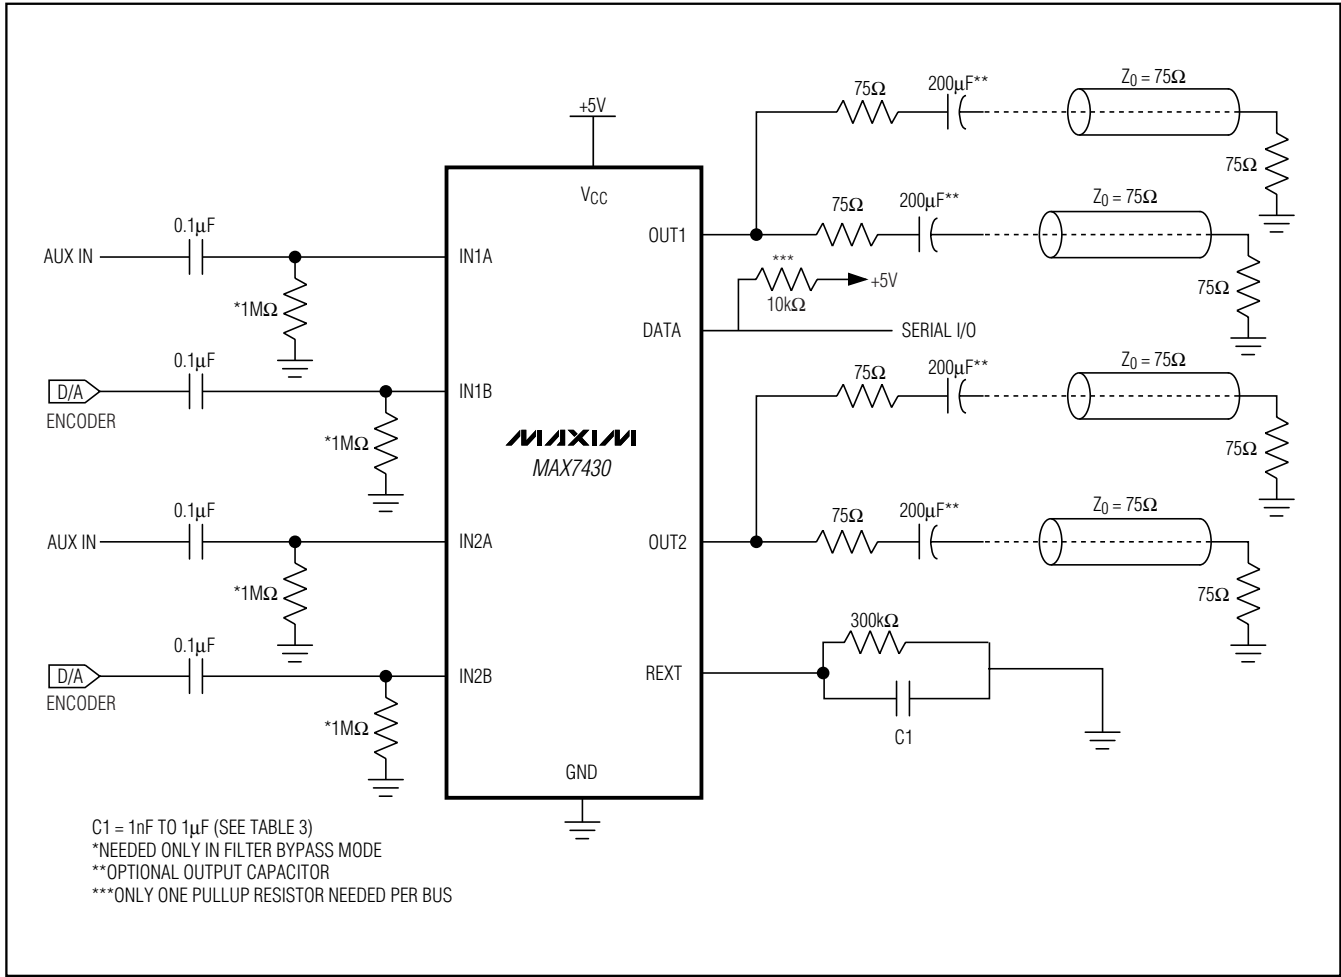 75Ω
200μF**
Z0 = 75Ω
+5V
75Ω
VCC
0.1μF
75Ω
200μF**
Z0 = 75Ω
OUT1
AUX IN
IN1A
***
+5V
75Ω
*1MΩ
10kΩ
DATA
SERIAL I/O
0.1μF
75Ω
200μF**
Z0 = 75Ω
D/A
IN1B
ENCODER
*1MΩ
MAXIM
75Ω
MAX7430
0.1μF
75Ω
200μF**
Z0 = 75Ω
AUX IN
IN2A
OUT2
*1MΩ
75Ω
300kΩ
0.1μF
D/A
IN2B
REXT
ENCODER
*1MΩ
C1
GND
C1 = 1nF TO 1μF (SEE TABLE 3)
*NEEDED ONLY IN FILTER BYPASS MODE
**OPTIONAL OUTPUT CAPACITOR
***ONLY ONE PULLUP RESISTOR NEEDED PER BUS